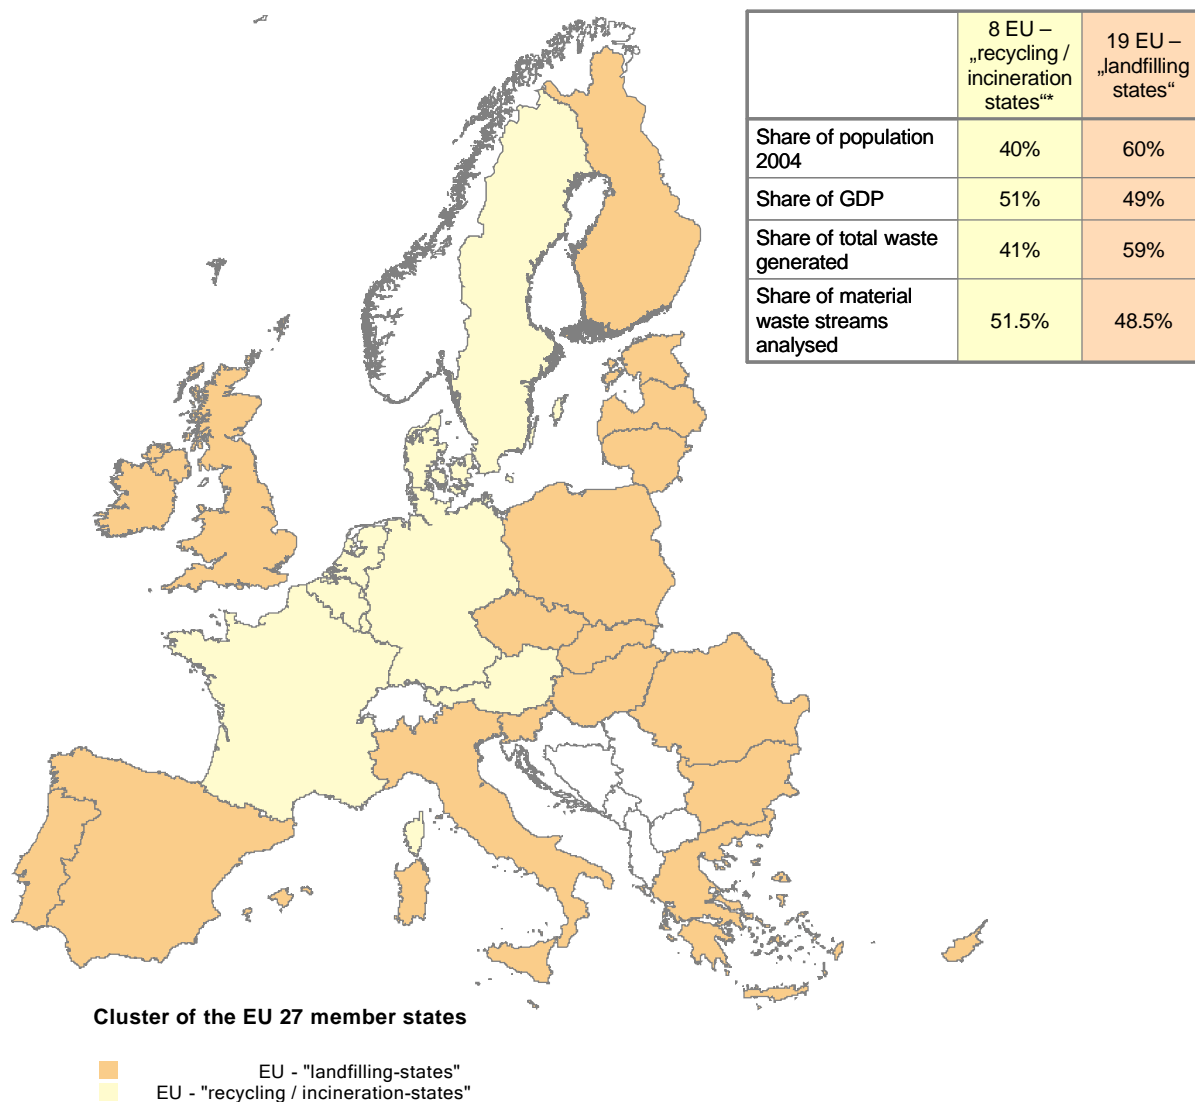 8 EU –
„recycling /
incineration
states“*
19 EU –
„landfilling
states“
Share of population
2004
40%
60%
Share of GDP
51%
49%
Share of total waste
generated
41%
59%
Share of material
waste streams
analysed
51.5%
48.5%
Cluster of the EU 27 member states
EU - "landfilling-states"
EU - "recycling / incineration-states"